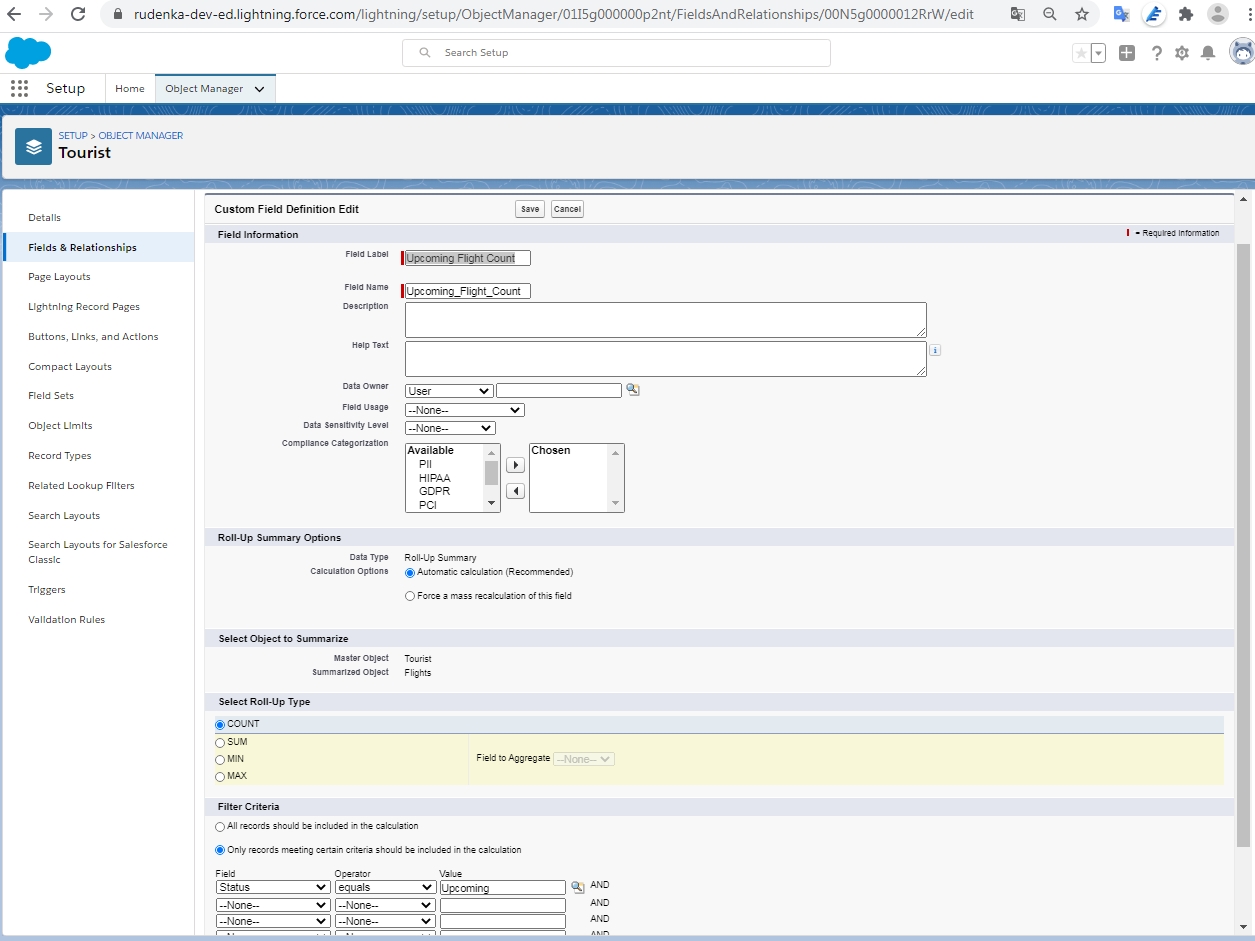 rudenka-dev-ed.lightning.force.com/lightning/setup/ObjectManager/01I5g000000p2nt/FieldsAndRelationships/00N5g0000012RrW/edit
Search Setup
Setup
Home
Object Manager
SETUP > OBJECT MANAGER
Tourist
Details
Fields & Relationships
Page Layouts
Lightning Record Pages
Buttons, Links, and Actions
Compact Layouts
Field Sets
Object Limits
Record Types
Related Lookup Filters
Search Layouts
Search Layouts for Salesforce
Classic
Triggers
Validation Rules
Custom Field Definition Edit
Save
Cancel
Field Information
= Required Information
Field Label
Upcoming Flight Count
Field Name
Upcoming_Flight_Count
Description
Help Text
Data Owner
User
Field Usage
--None--
Data Sensitivity Level
--None--
Compliance Categorization
Available
PII
HIPAA
GDPR
PCI
Chosen
Roll-Up Summary Options
Data Type Roll-Up Summary
Calculation Options Automatic calculation (Recommended)
Force a mass recalculation of this field
Select Object to Summarize
Master Object Tourist
Summarized Object Flights
Select Roll-Up Type
COUNT
SUM
MIN
MAX
Field to Aggregate --None--
Filter Criteria
All records should be included in the calculation
Only records meeting certain criteria should be included in the calculation
Field Operator Value
Status equals Upcoming AND
--None-- --None-- AND
--None-- --None-- AND
--None-- --None-- AND